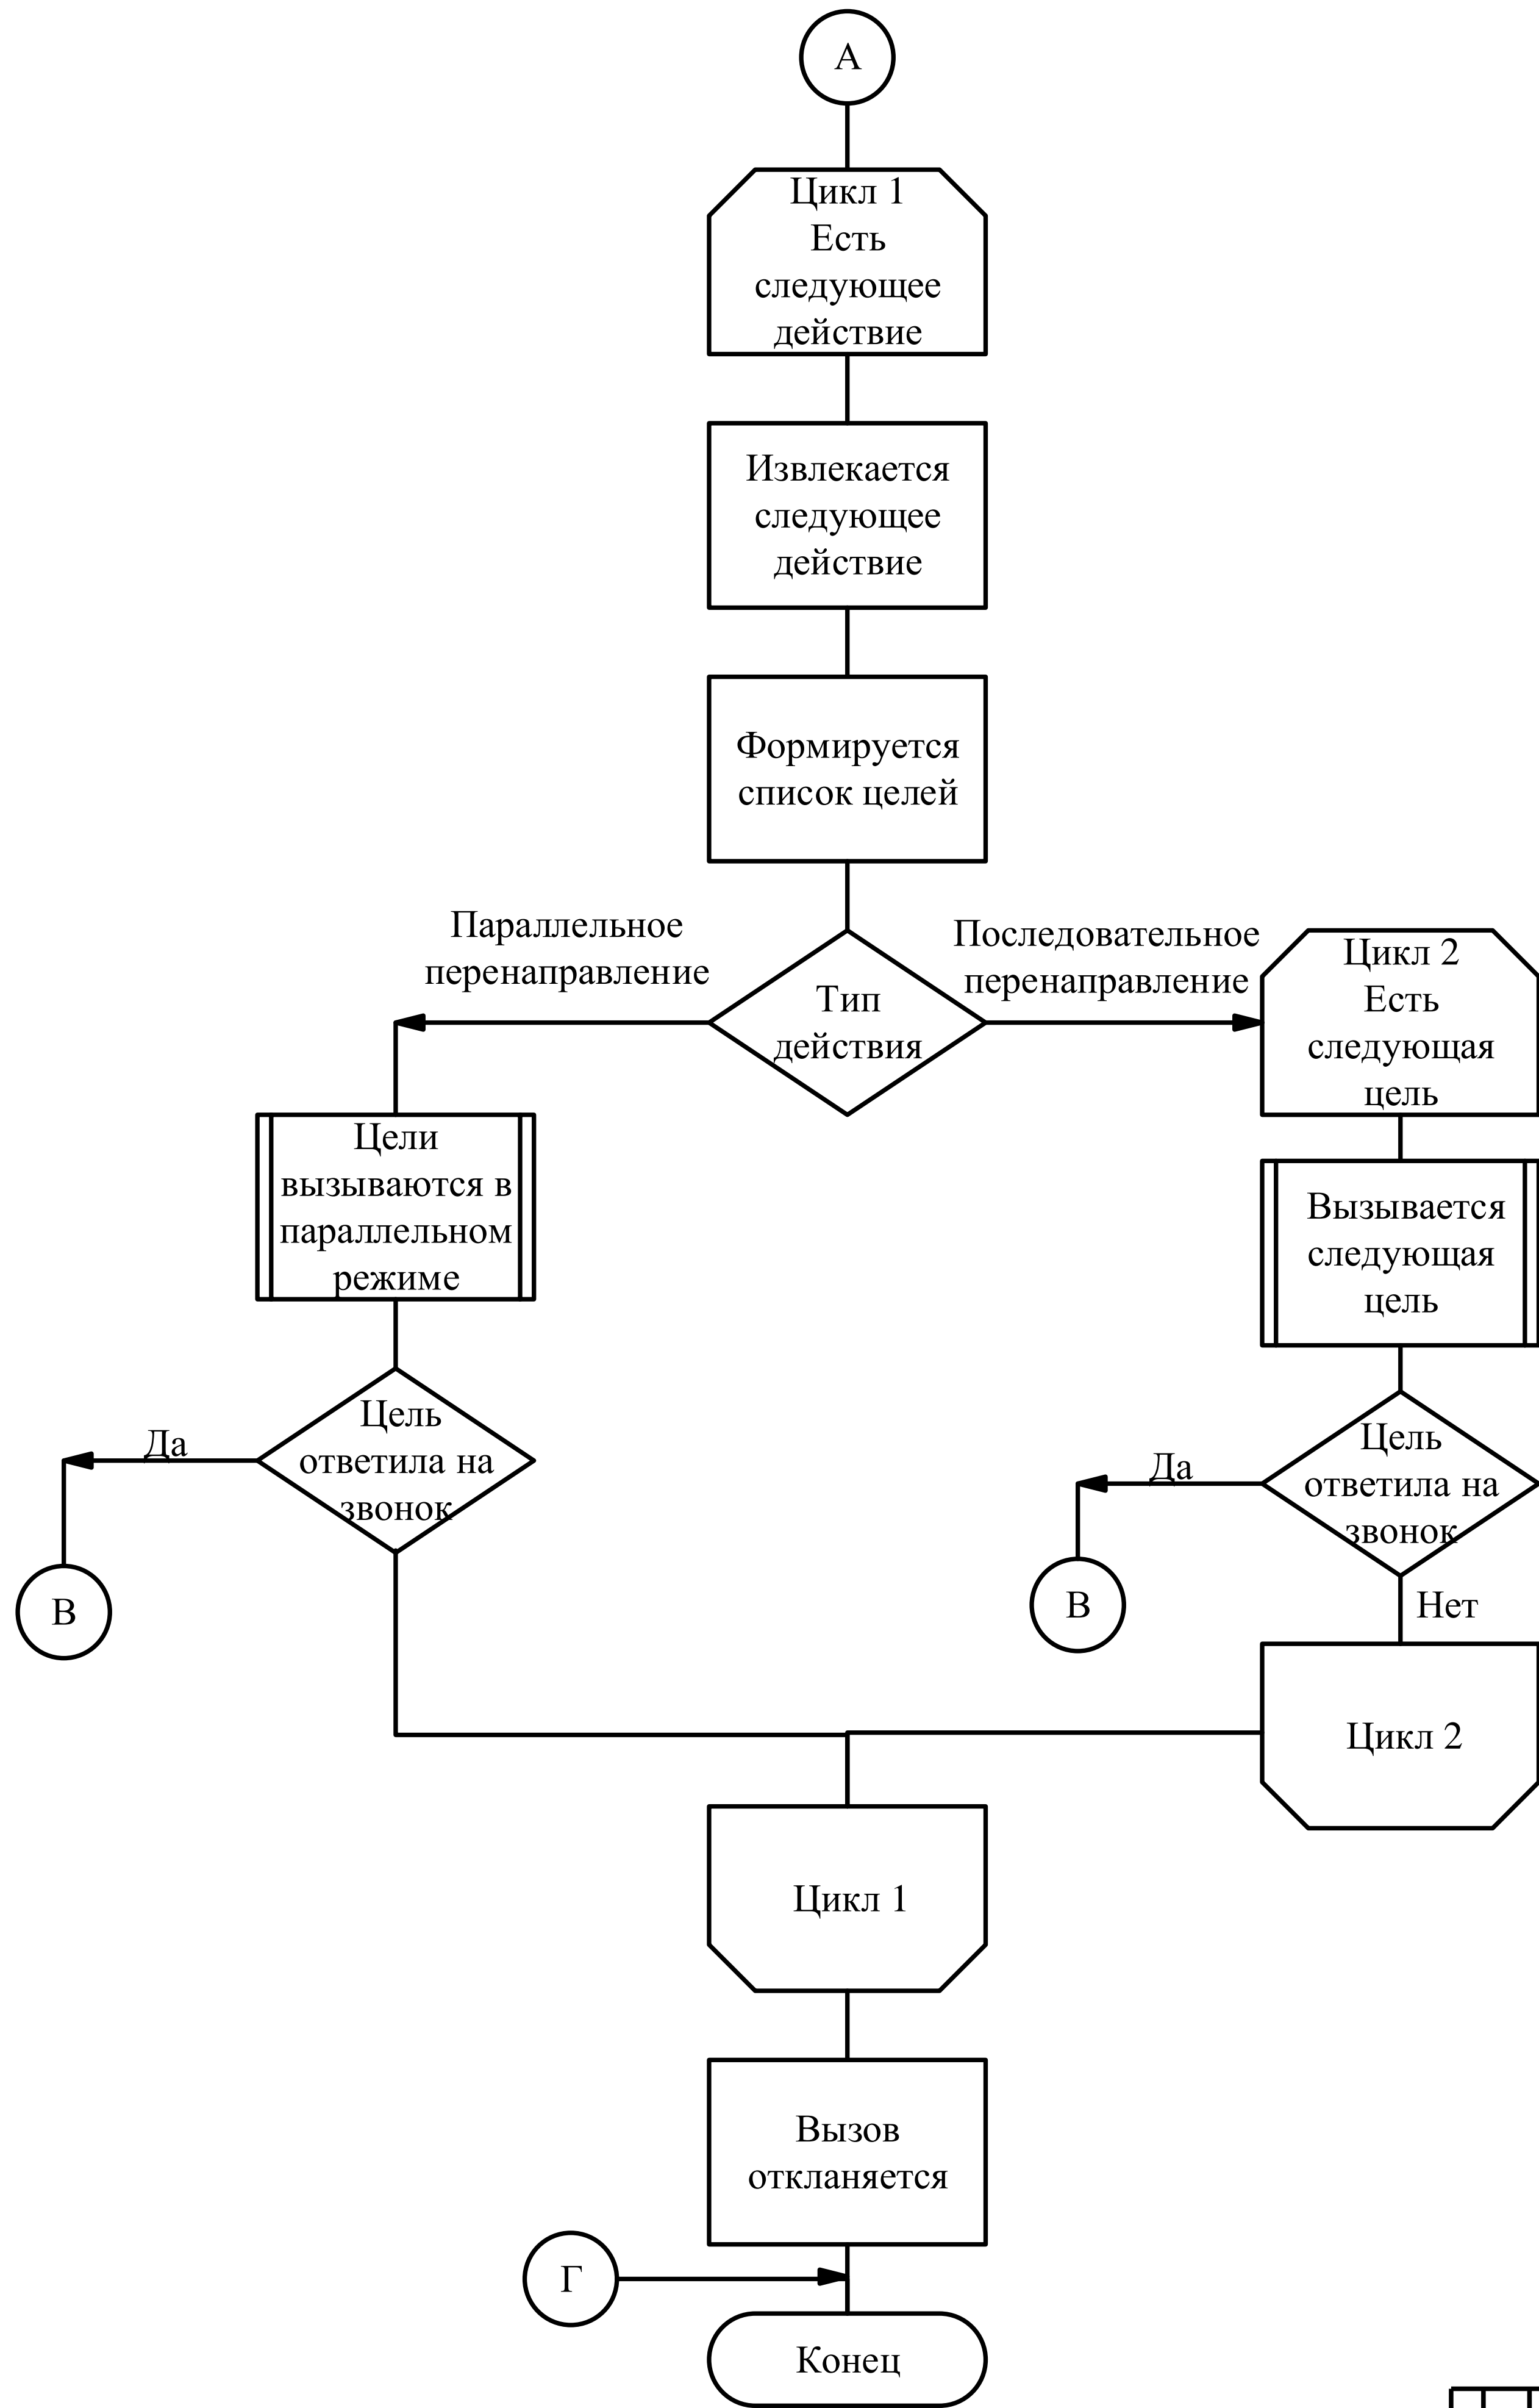 А
Цикл 1
Есть
следующее
действие
Извлекается
следующее
действие
Формируется
список целей
Параллельное
перенаправление
Последовательное
перенаправление
Тип
действия
Цикл 2
Есть
следующая
цель
Цели
вызываются в
параллельном
режиме
Вызывается
следующая
цель
Цель
ответила на
звонок
Да
Цель
ответила на
звонок
Да
В
В
Нет
Цикл 2
Цикл 1
Вызов
откланяется
Г
Конец